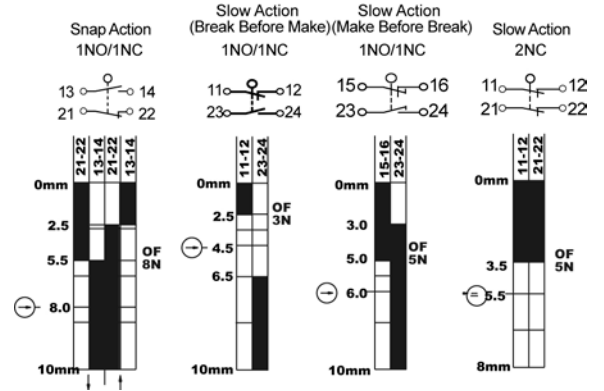 Snap Action
1NO/1NC
13 14
21 22
21-22 13-14 21-22 13-14
0mm
2.5
5.5
8.0
10mm
OF
8N
Slow Action
(Break Before Make)
1NO/1NC
11 12
23 24
11-12 23-24
0mm
2.5
4.5
6.5
10mm
OF
3N
Slow Action
(Make Before Break)
1NO/1NC
15 16
23 24
15-16 23-24
0mm
3.0
5.0
6.0
10mm
OF
5N
Slow Action
2NC
11 12
21 22
11-12 21-22
0mm
3.5
5.5
8mm
OF
5N